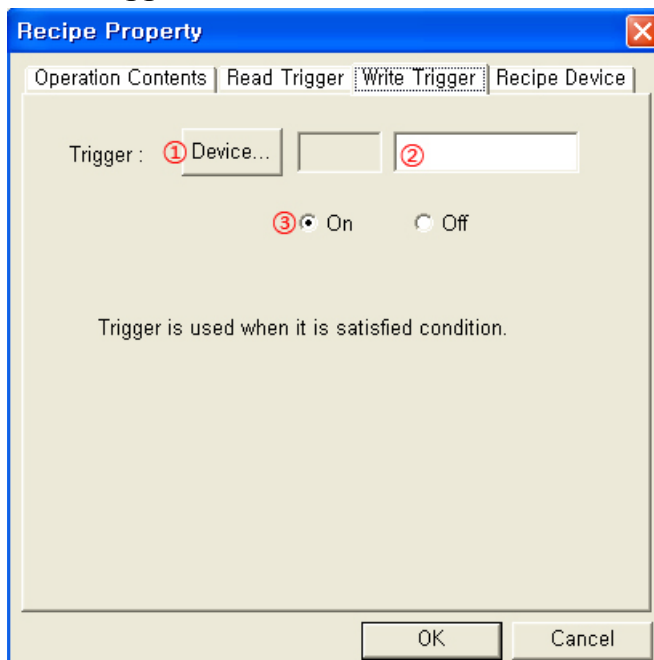 Recipe Property
Operation Contents Read Trigger Write Trigger Recipe Device
Trigger : ① Device... ②
③ On Off
Trigger is used when it is satisfied condition.
OK Cancel